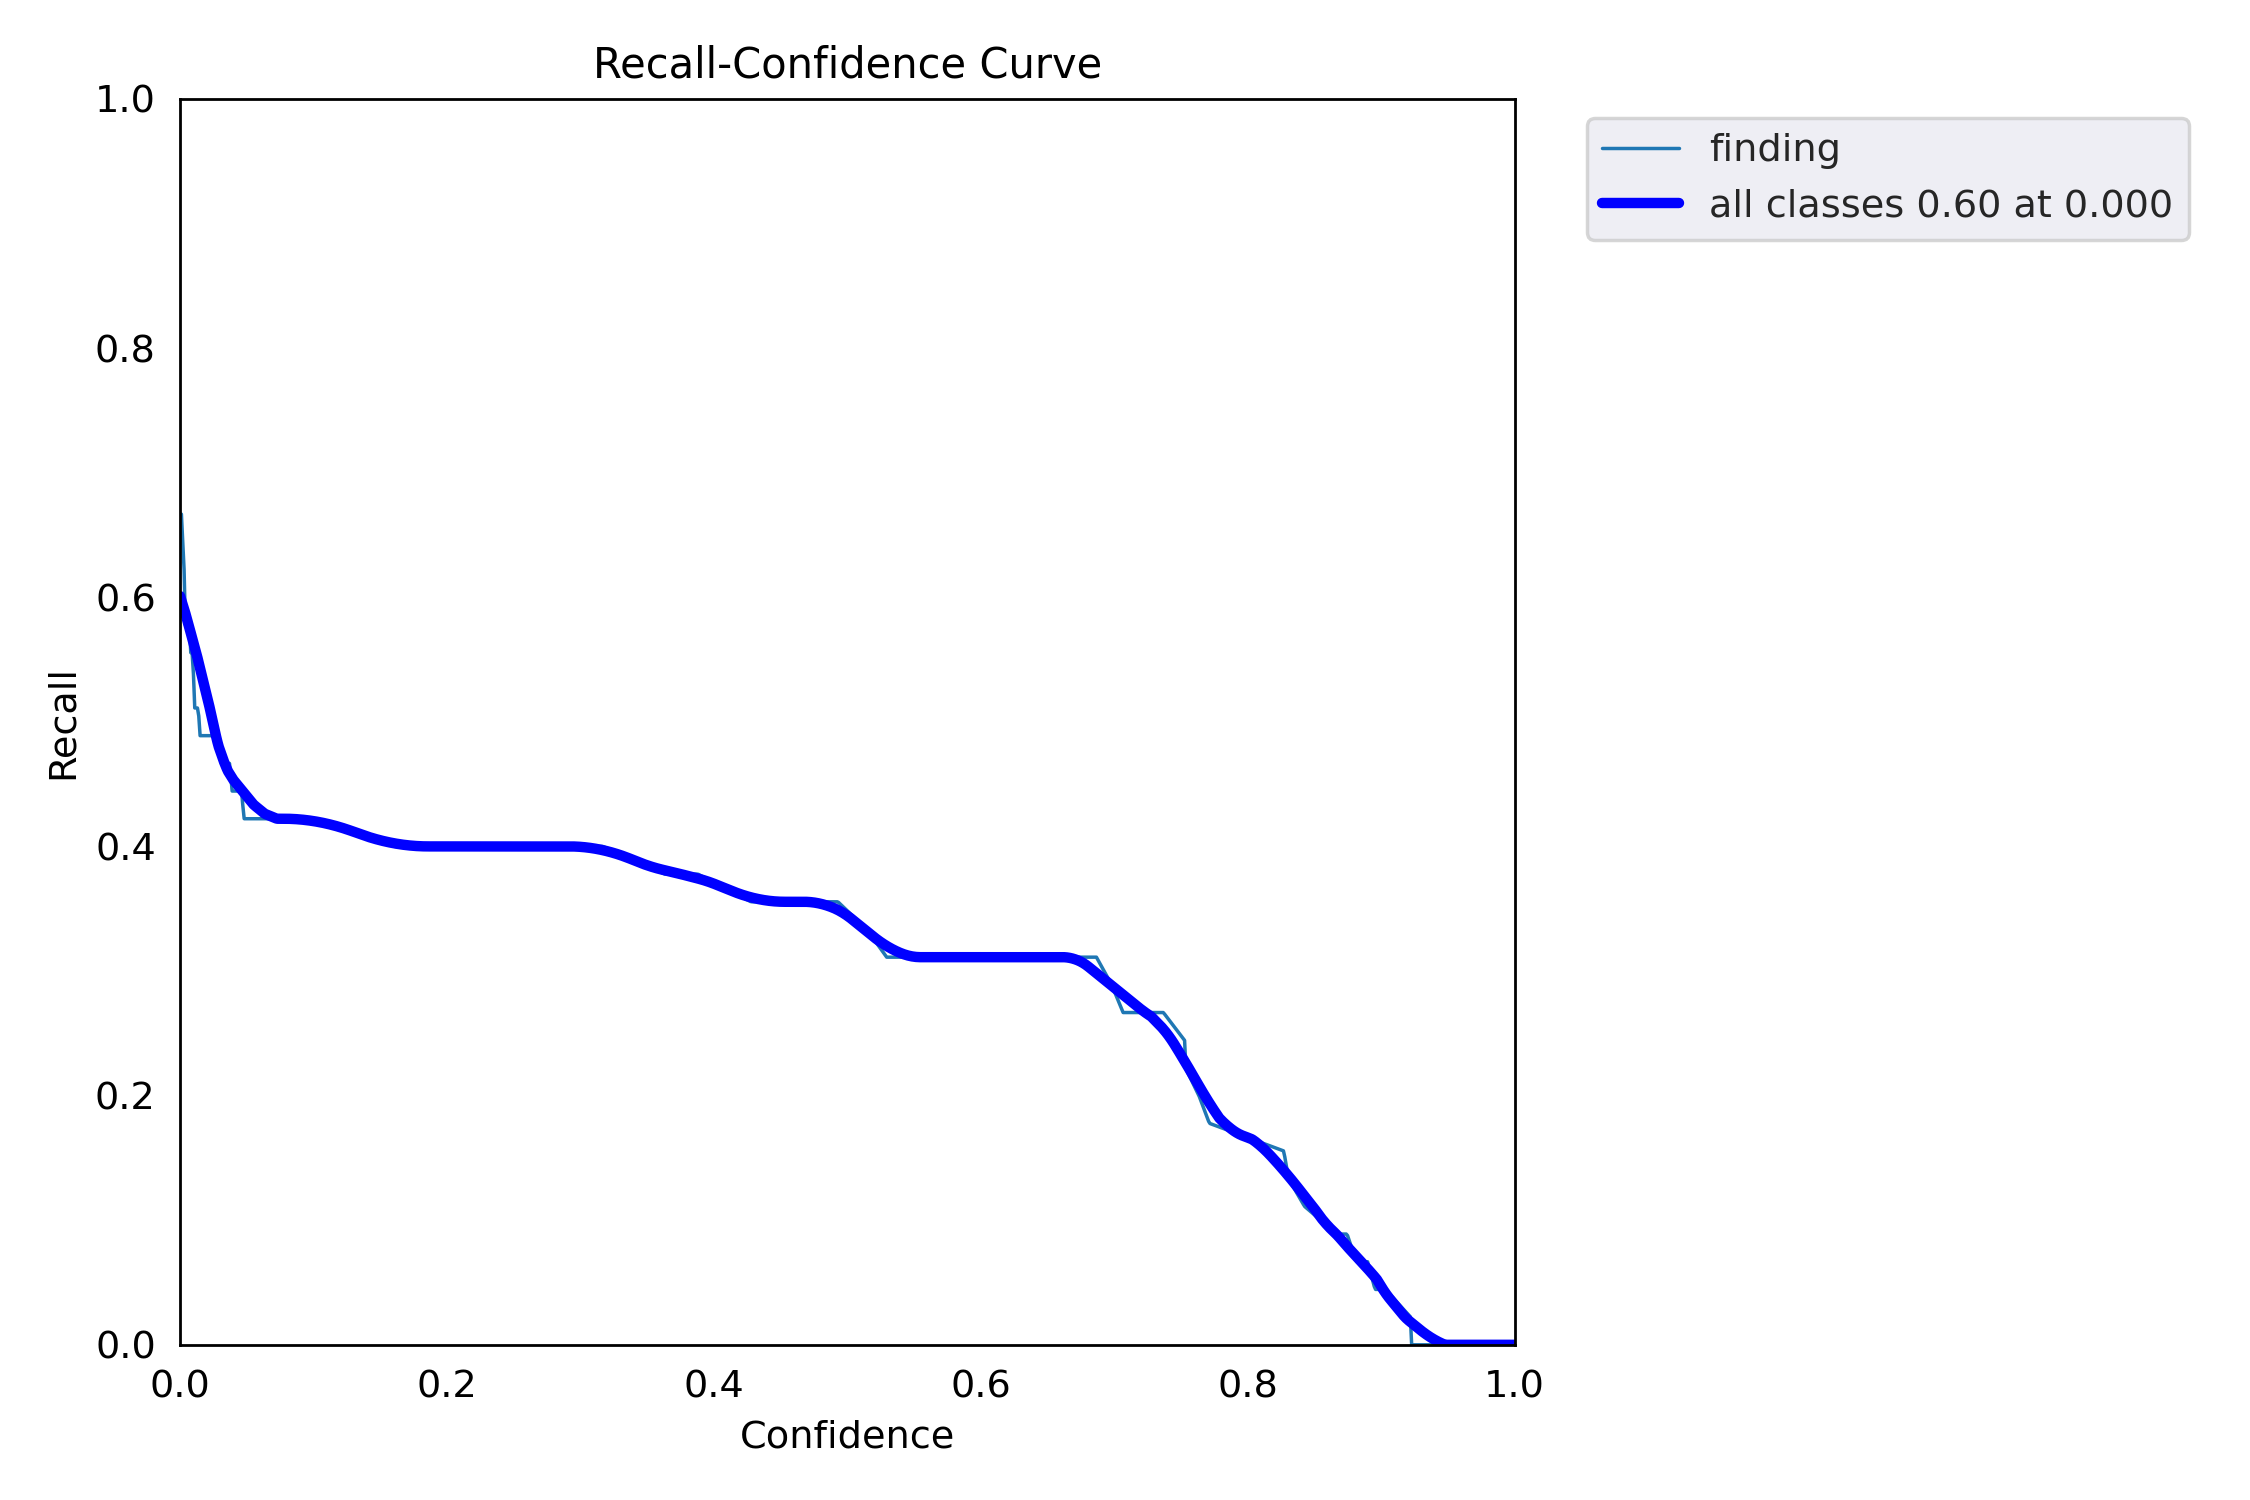 Recall-Confidence Curve
1.0
0.8
0.6
0.4
0.2
0.0
Recall
0.0 0.2 0.4 0.6 0.8 1.0
Confidence
finding
all classes 0.60 at 0.000